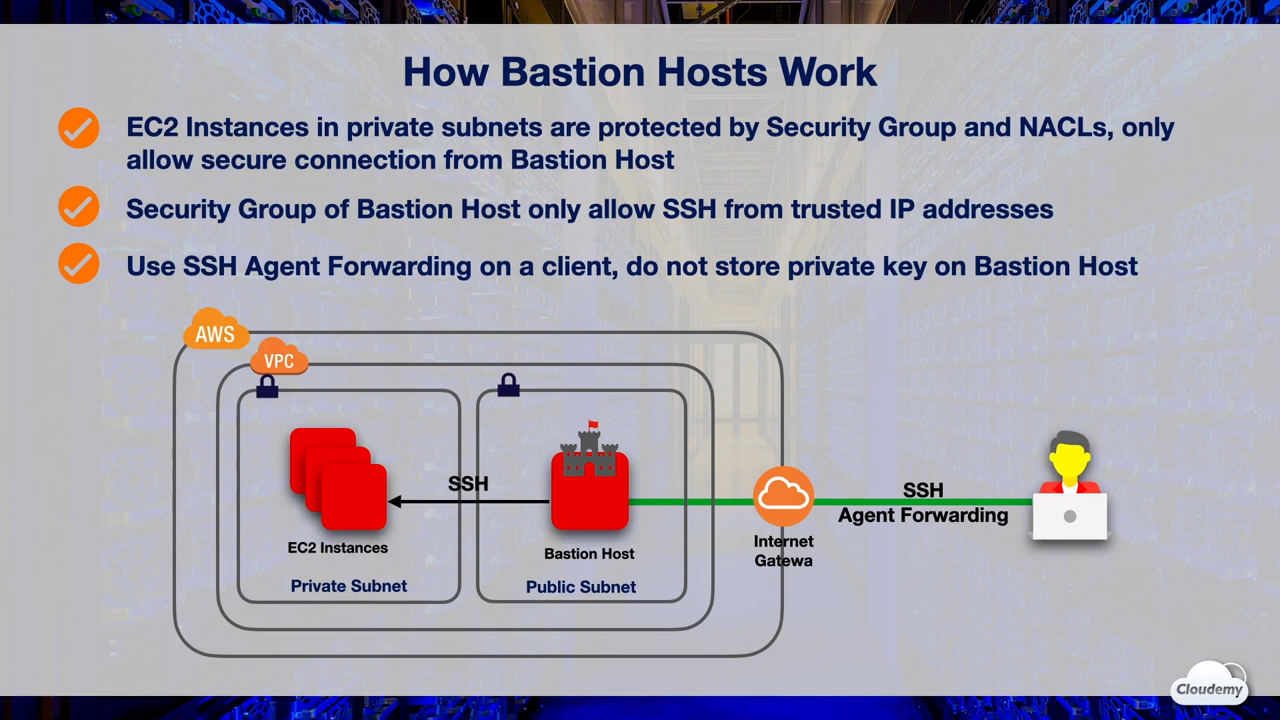 How Bastion Hosts Work
EC2 Instances in private subnets are protected by Security Group and NACLs, only
allow secure connection from Bastion Host
Security Group of Bastion Host only allow SSH from trusted IP addresses
Use SSH Agent Forwarding on a client, do not store private key on Bastion Host
AWS
VPC
SSH
SSH
Agent Forwarding
EC2 Instances
Bastion Host
Internet
Gatewa
Private Subnet
Public Subnet
Cloudemy